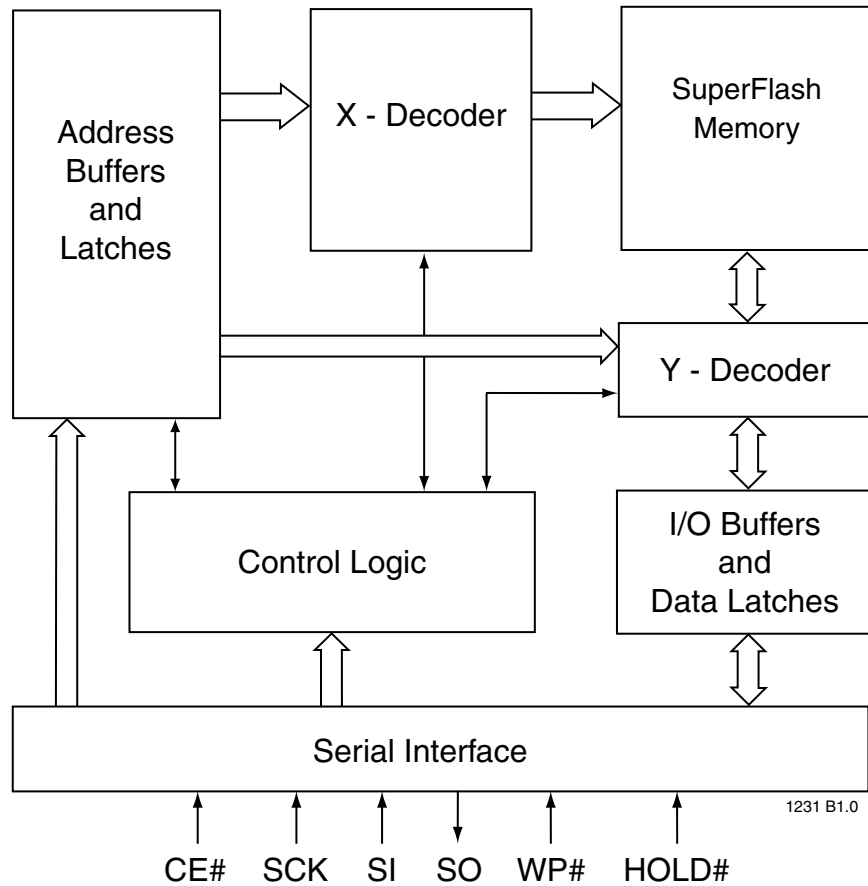 Address
Buffers
and
Latches
X - Decoder
SuperFlash
Memory
Y - Decoder
Control Logic
I/O Buffers
and
Data Latches
Serial Interface
1231 B1.0
CE# SCK SI SO WP# HOLD#